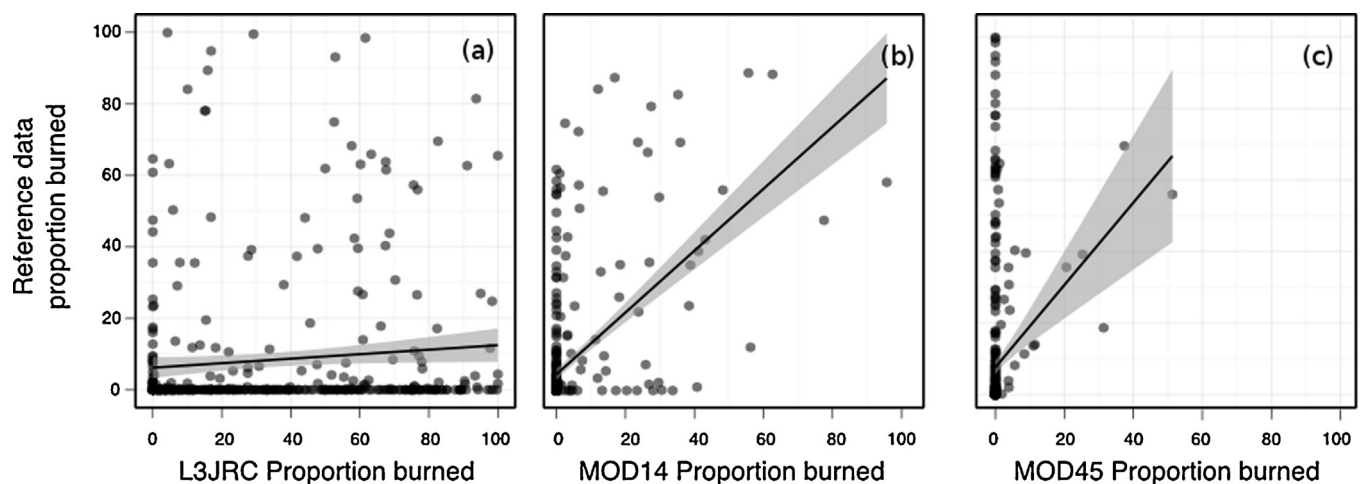 Reference data
proportion burned
100
80
60
40
20
0
(a)
0 20 40 60 80 100
L3JRC Proportion burned
(b)
0 20 40 60 80 100
MOD14 Proportion burned
(c)
0 20 40 60 80 100
MOD45 Proportion burned